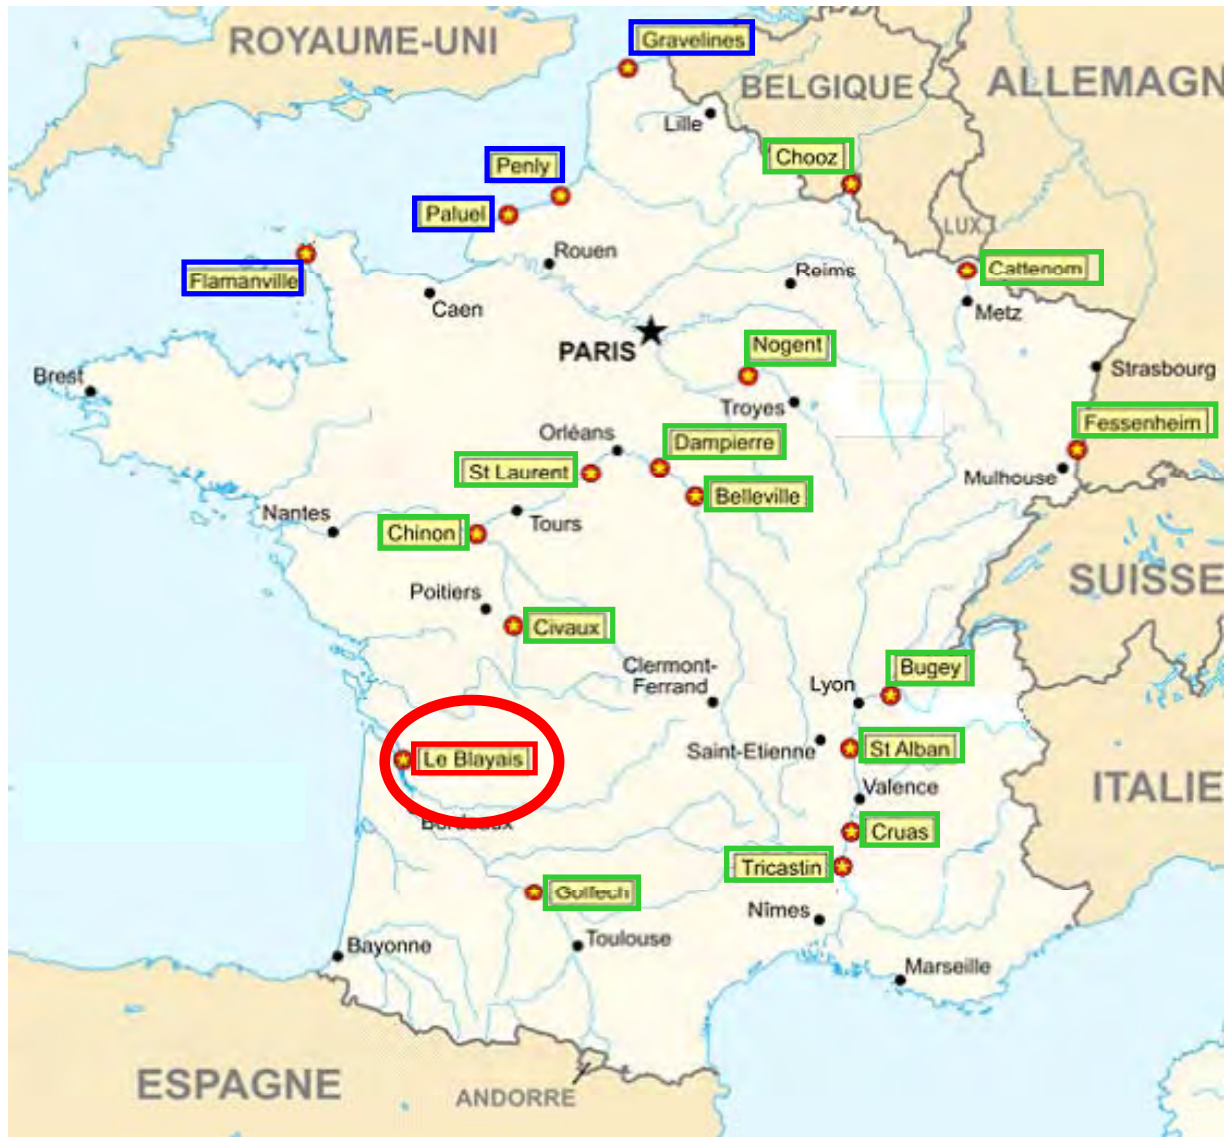 ROYAUME-UNI
Gravelines
BELGIQUE
ALLEMAGN
Lille
Chooz
Penly
Paluel
LUX
Rouen
Flamanville
Reims
Cattenom
Caen
Metz
PARIS
Nogent
Brest
Strasbourg
Troyes
Fessenheim
Orléans
Dampierre
St Laurent
Mulhouse
Belleville
Nantes
Tours
Chinon
SUISSE
Poitiers
Civaux
Clermont-
Ferrand
Bugey
Lyon
Le Blayais
Saint-Etienne
St Alban
ITALIE
Valence
Bordeaux
Cruas
Tricastin
Golfech
Nîmes
Bayonne
Toulouse
Marseille
ESPAGNE
ANDORRE